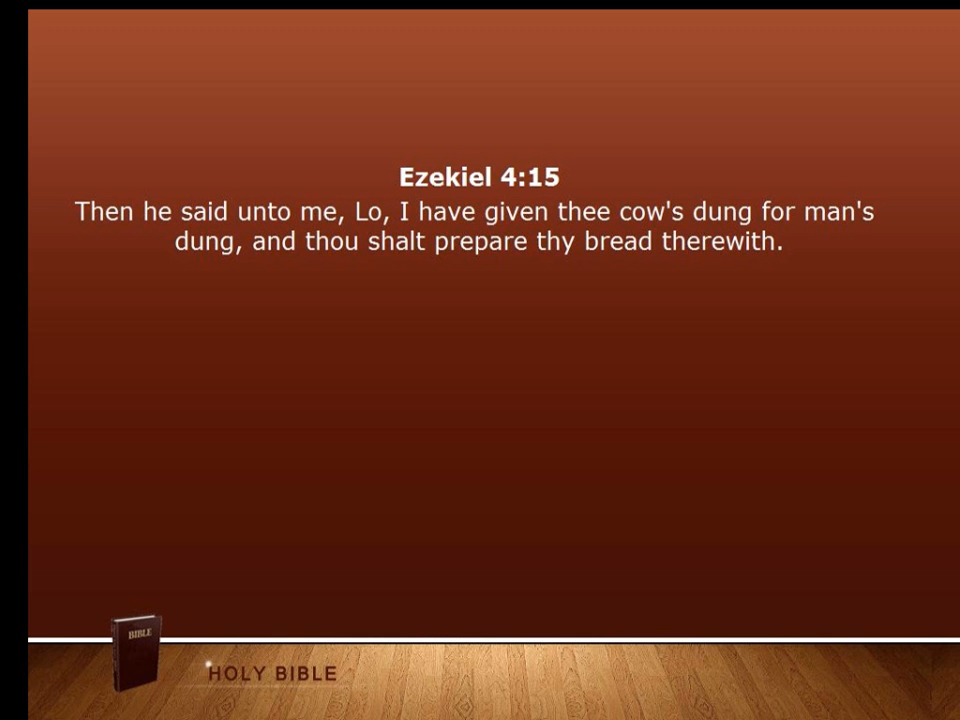 Ezekiel 4:15
Then he said unto me, Lo, I have given thee cow's dung for man's
dung, and thou shalt prepare thy bread therewith.
BIBLE
HOLY BIBLE